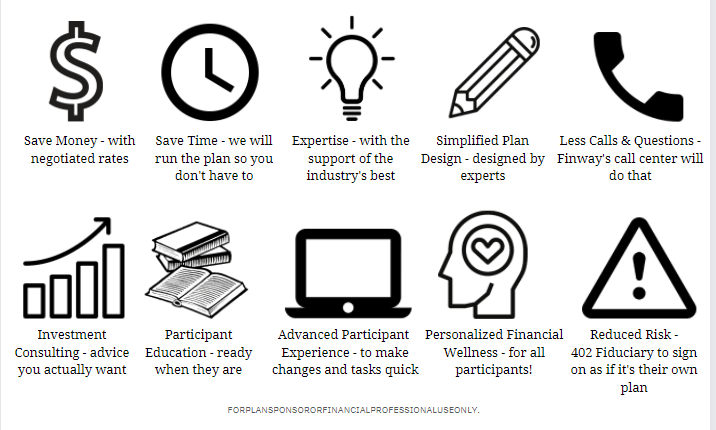 Save Money - with
negotiated rates
Save Time - we will
run the plan so you
don't have to
Expertise - with the
support of the
industry's best
Simplified Plan
Design - designed by
experts
Less Calls & Questions -
Finway's call center will
do that
Investment
Consulting - advice
you actually want
Participant
Education - ready
when they are
Advanced Participant
Experience - to make
changes and tasks quick
Personalized Financial
Wellness - for all
participants!
Reduced Risk -
402 Fiduciary to sign
on as if it's their own
plan
FORPLANSPONSORORFINANCIALPROFESSIONALUSEONLY.